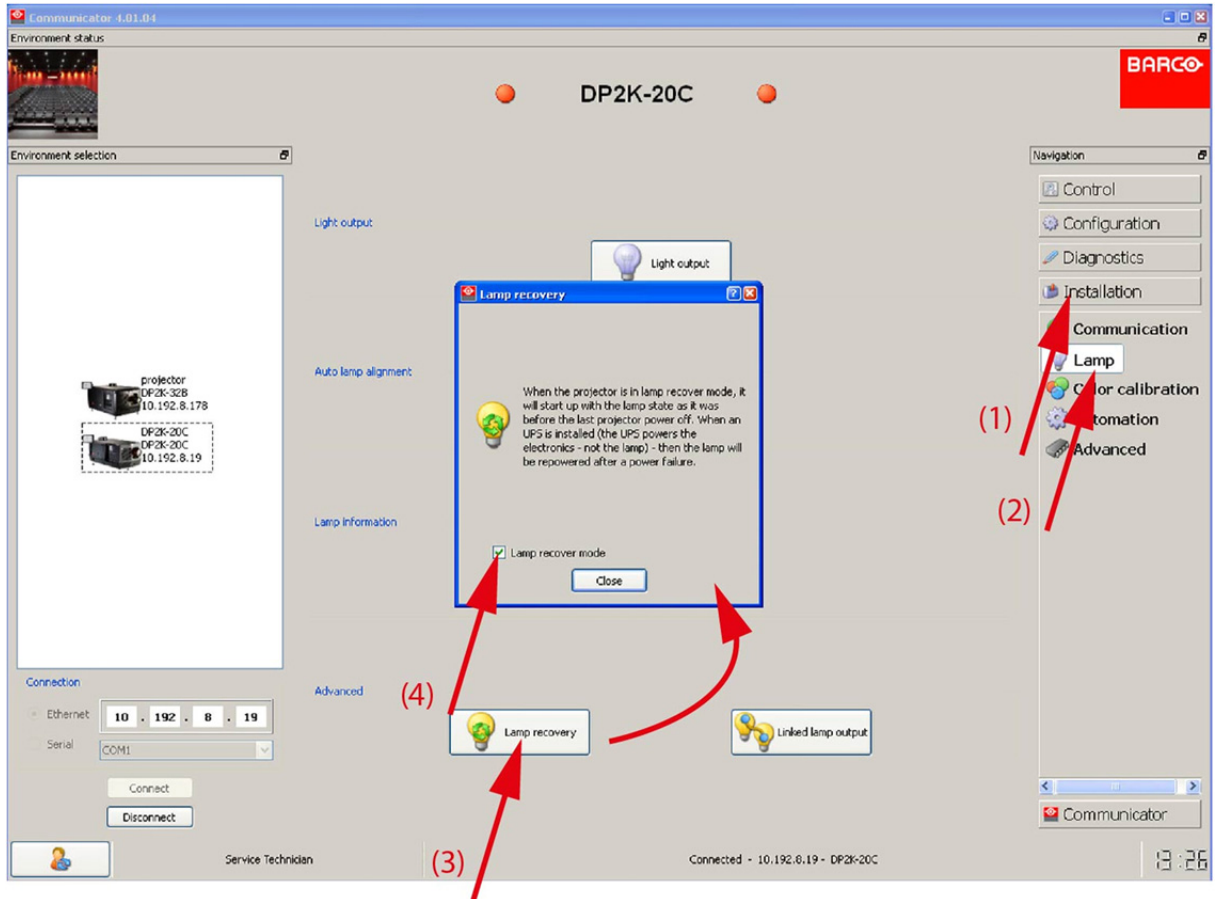 Communicator 4.01.04
Environment status
DP2K-20C
BARCO
Environment selection
projector
DP2K-32B
10.192.8.178
DP2K-20C
DP2K-20C
10.192.8.19
Connection
Ethernet
10 . 192 . 8 . 19
Serial
COM1
Connect
Disconnect
Light output
Light output
Auto lamp alignment
Lamp information
Advanced
Lamp recovery
When the projector is in lamp recover mode, it
will start up with the lamp state as it was
before the last projector power off. When an
UPS is installed (the UPS powers the
electronics - not the lamp) - then the lamp will
be repowered after a power failure.
Lamp recover mode
Close
Lamp recovery
Linked lamp output
(1)
(2)
(3)
(4)
Navigation
Control
Configuration
Diagnostics
Installation
Communication
Lamp
Color calibration
Automation
Advanced
Communicator
Service Technician
Connected - 10.192.8.19 - DP2K-20C
13:26